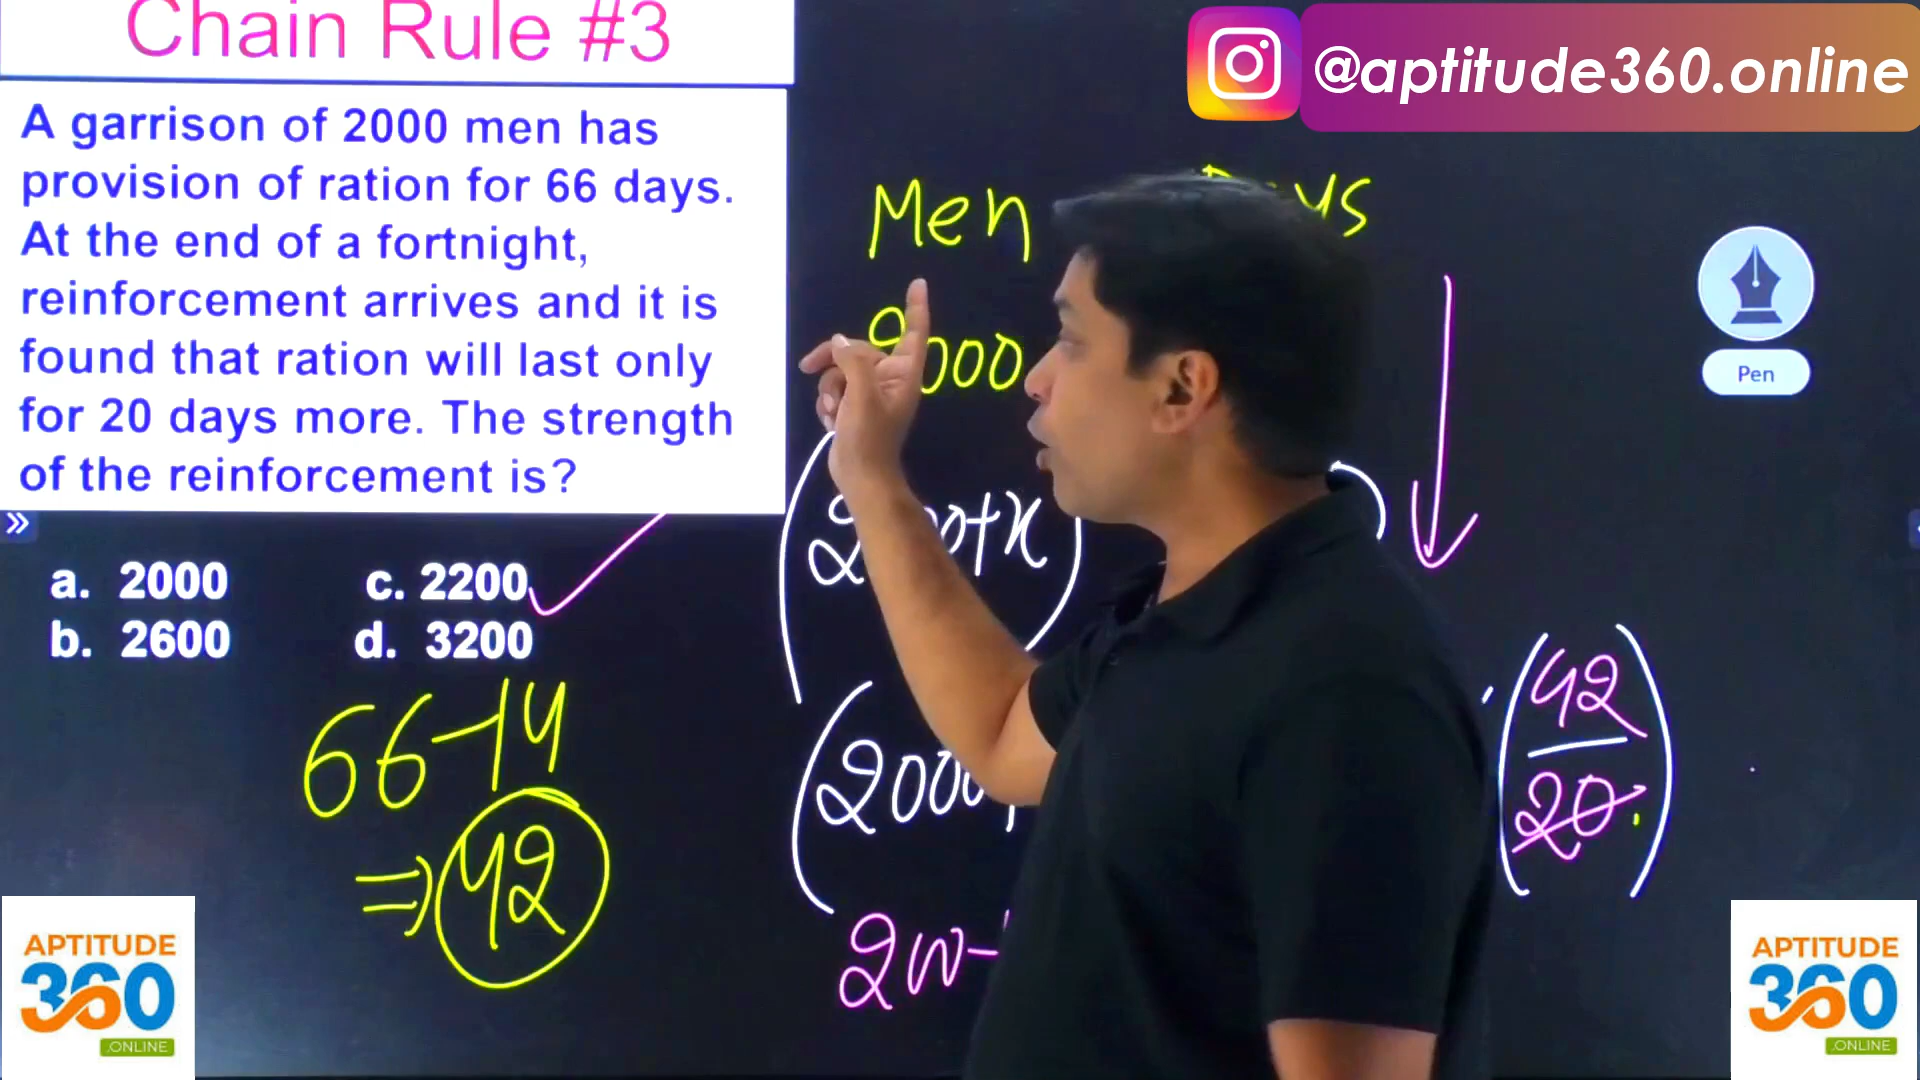 Chain Rule #3
@aptitude360.online
A garrison of 2000 men has
provision of ration for 66 days.
At the end of a fortnight,
reinforcement arrives and it is
found that ration will last only
for 20 days more. The strength
of the reinforcement is?
a. 2000
c. 2200
b. 2600
d. 3200
66-14
⇒ 42
Men
2000
Pen
42
20
APTITUDE
360
.ONLINE
APTITUDE
360
.ONLINE